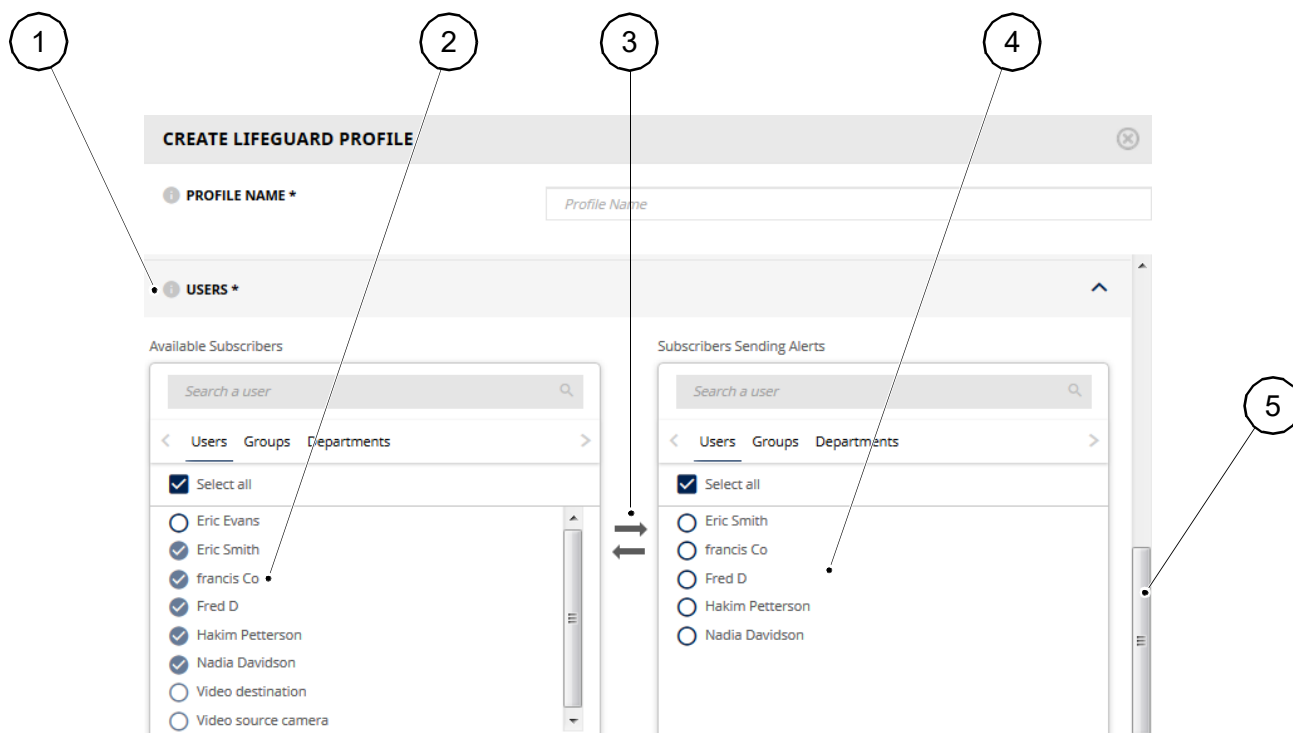 1 2 3 4
CREATE LIFEGUARD PROFILE
PROFILE NAME * Profile Name
USERS *
Available Subscribers Subscribers Sending Alerts
Search a user Search a user
5
Users Groups Departments Users Groups Departments
Select all Select all
Eric Evans Eric Smith
Eric Smith francis Co
francis Co Fred D
Fred D Hakim Petterson
Hakim Petterson Nadia Davidson
Nadia Davidson
Video destination
Video source camera